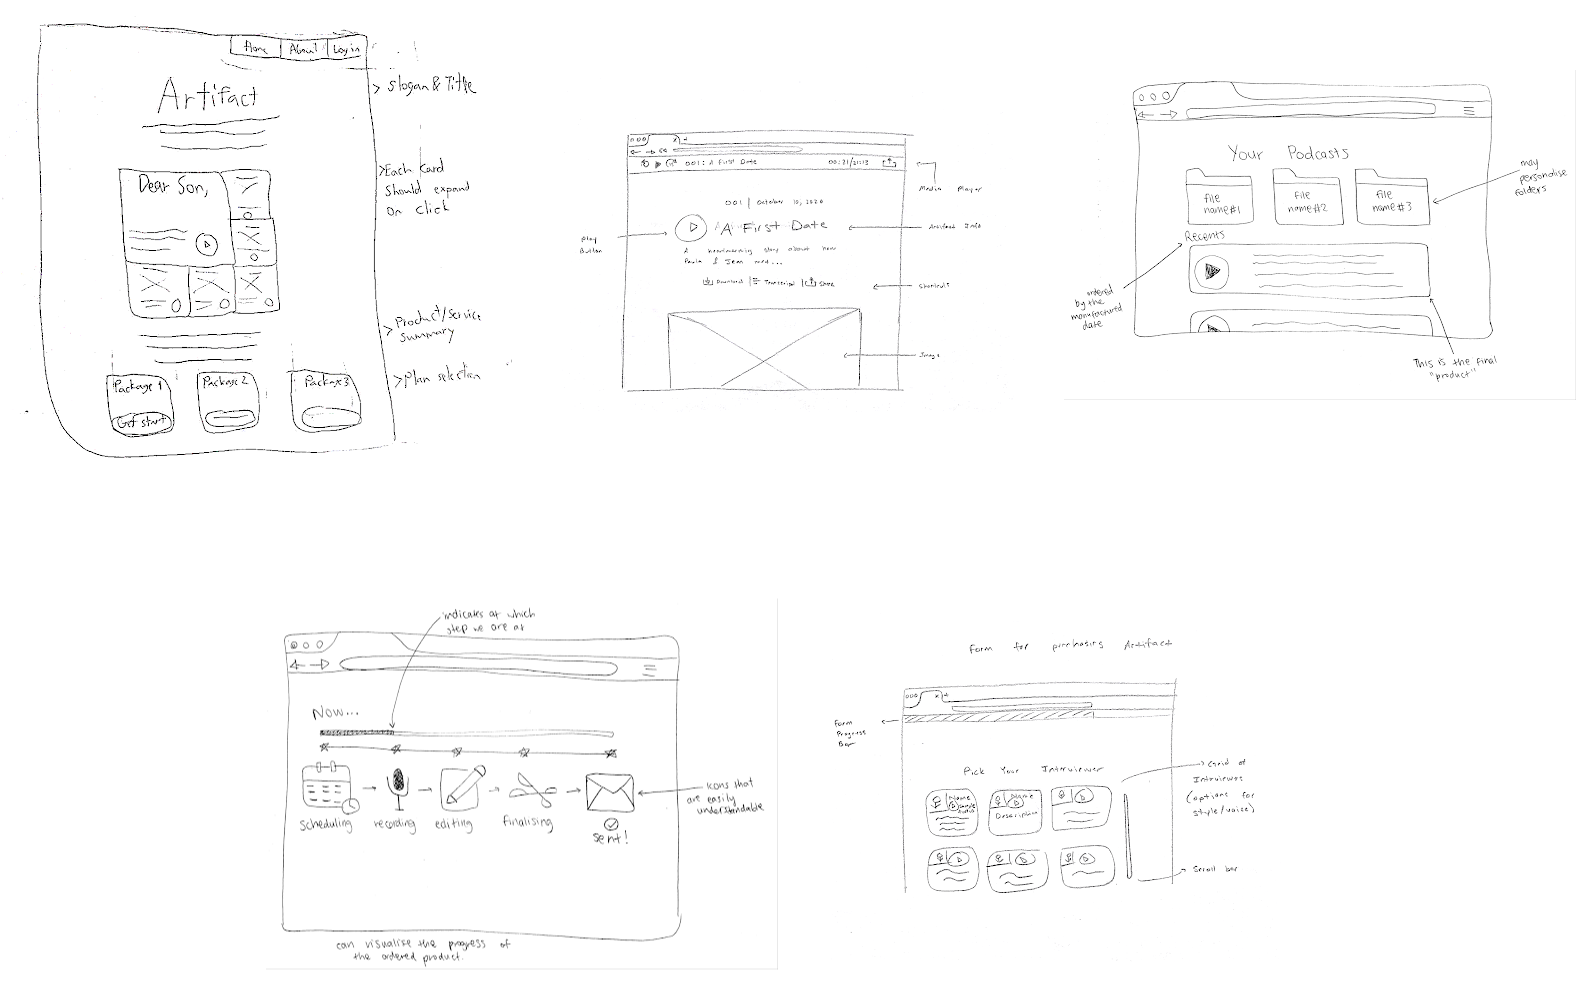 Home About Login
Artifact
> Slogan & Title
> Each Card
should expand
on click
Dear Son,
> Product/Service
summary
> Plan selection
Package 1
Package 2
Package 3
Get start
001: A First Date 00:21/21:13
Media Player
001 | October 10, 2020
Play
Button
A First Date
Artifact Info
A heartwarming story about how
Paula & Jean met...
Download | Transcript | Share
Shortcuts
Image
Your Podcasts
file
name#1
file
name#2
file
name#3
may
personalise
folders
Recents
ordered
by the
manufactured
date
This is the final
"product"
indicates at which
step we are at
Now...
scheduling
recording
editing
finalising
sent!
icons that
are easily
understandable
can visualise the progress of
the ordered product.
Form for purchasing Artifact
Form
Progress
Bar
Pick Your Interviewer
Name
Sample
Audio
Name
Description
Grid of
Interviewers
(options for
style/voice)
Scroll bar